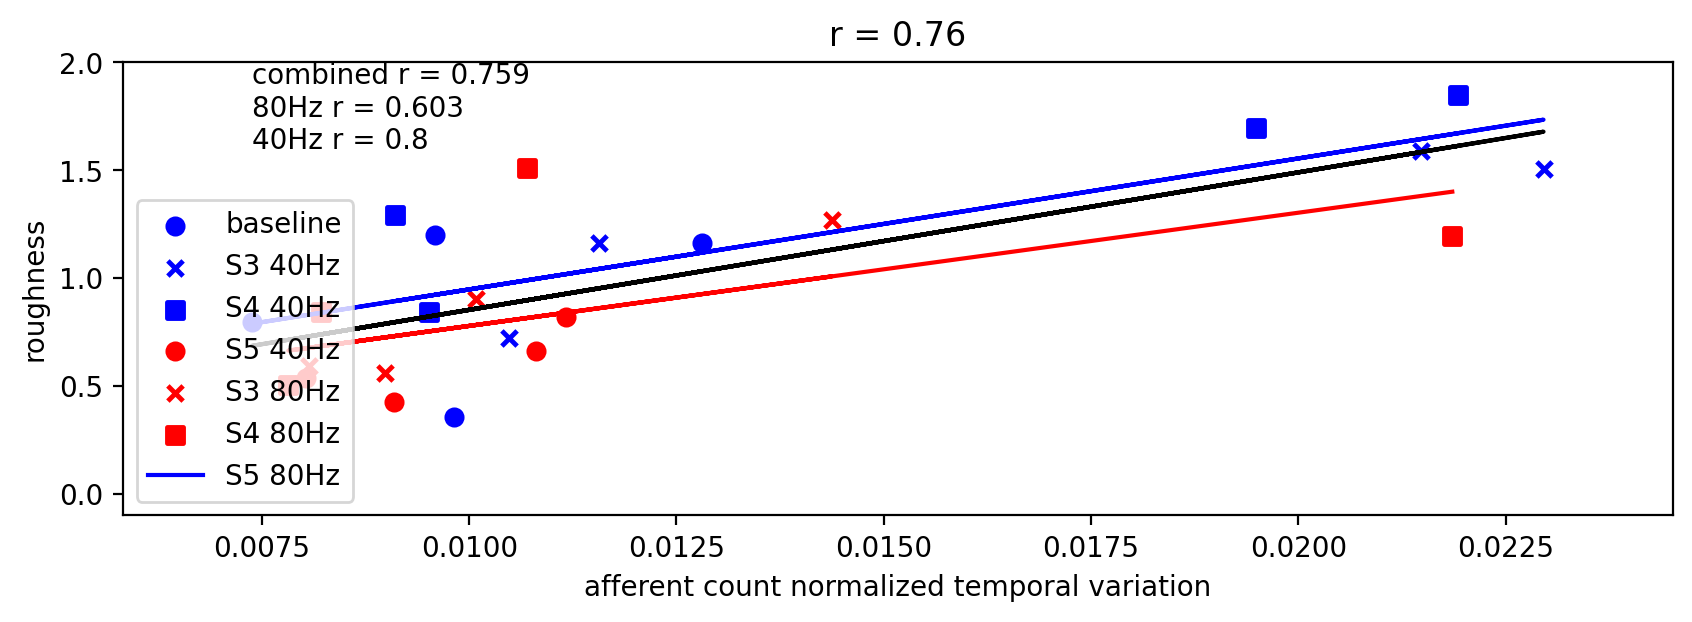 r = 0.76
combined r = 0.759
80Hz r = 0.603
40Hz r = 0.8
2.0
1.5
1.0
0.5
0.0
roughness
baseline
S3 40Hz
S4 40Hz
S5 40Hz
S3 80Hz
S4 80Hz
S5 80Hz
0.0075 0.0100 0.0125 0.0150 0.0175 0.0200 0.0225
afferent count normalized temporal variation